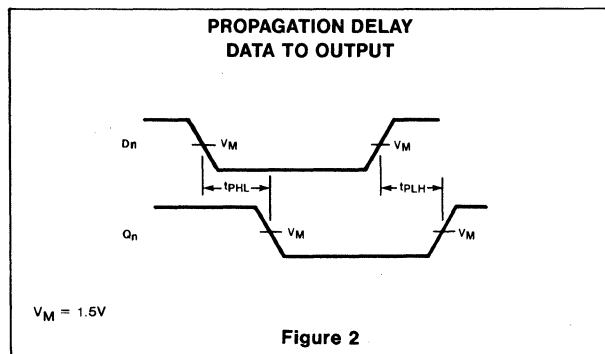 PROPAGATION DELAY
DATA TO OUTPUT
Dn
VM
VM
tPHL
tPLH
Qn
VM
VM
VM = 1.5V
Figure 2